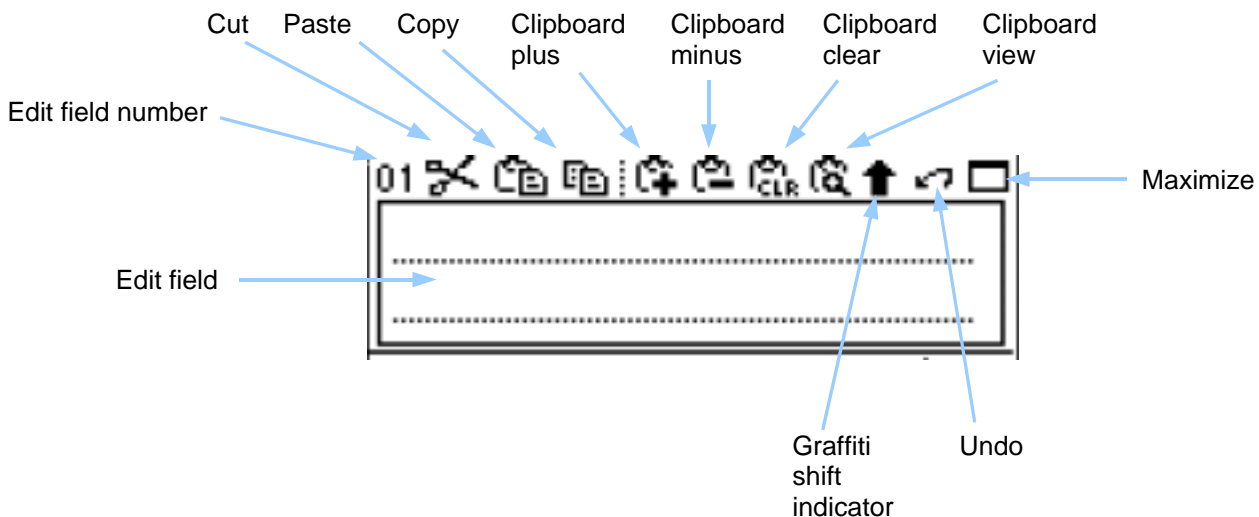 Cut Paste Copy Clipboard plus Clipboard minus Clipboard clear Clipboard view
Edit field number
01 CLR
Maximize
Edit field
Graffiti shift indicator Undo